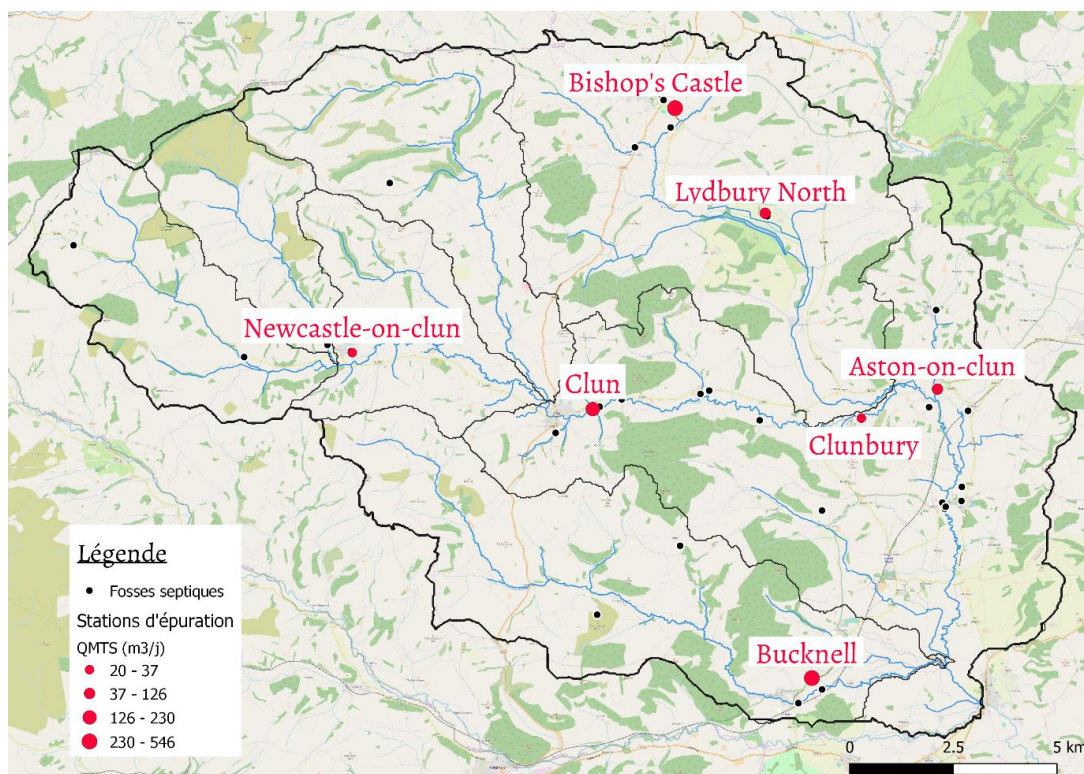 Bishop's Castle
Lydbury North
Newcastle-on-clun
Clun
Aston-on-clun
Clunbury
Bucknell
Légende
Fosses septiques
Stations d'épuration
QMTS (m3/j)
20 - 37
37 - 126
126 - 230
230 - 546
0 2.5 5 km